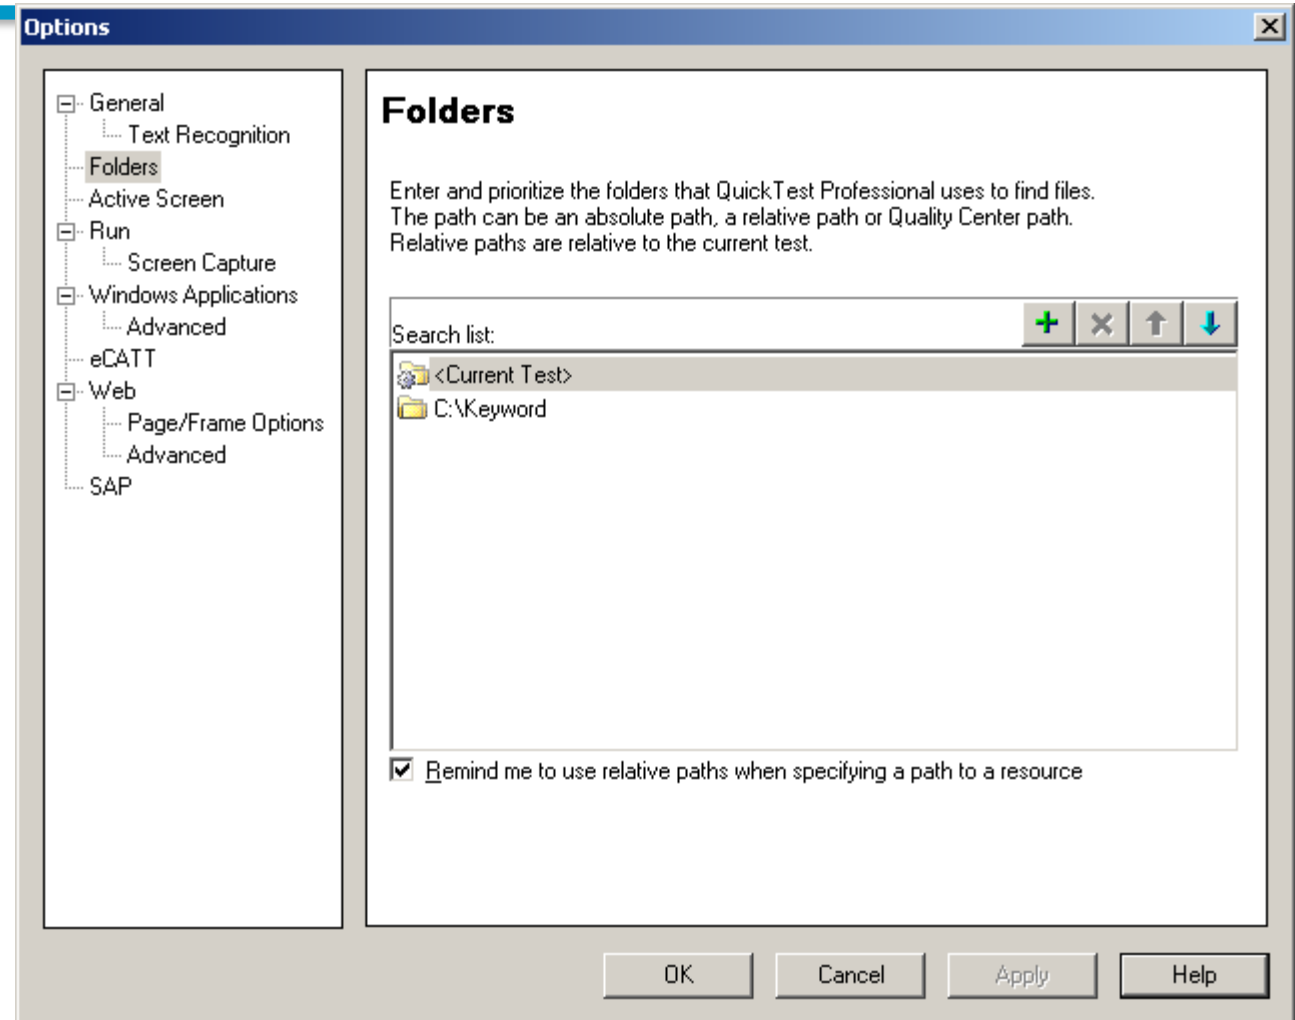 Options
General
Text Recognition
Folders
Active Screen
Run
Screen Capture
Windows Applications
Advanced
eCATT
Web
Page/Frame Options
Advanced
SAP
Folders
Enter and prioritize the folders that QuickTest Professional uses to find files.
The path can be an absolute path, a relative path or Quality Center path.
Relative paths are relative to the current test.
Search list:
<Current Test>
C:\Keyword
Remind me to use relative paths when specifying a path to a resource
OK
Cancel
Apply
Help